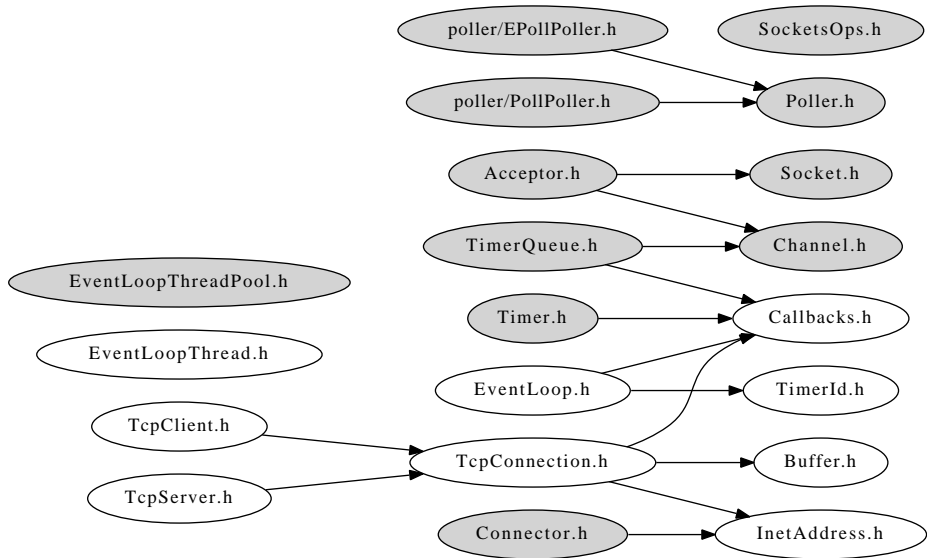 poller/EPollPoller.h
SocketsOps.h
poller/PollPoller.h
Poller.h
Acceptor.h
Socket.h
TimerQueue.h
Channel.h
EventLoopThreadPool.h
Timer.h
Callbacks.h
EventLoopThread.h
EventLoop.h
TimerId.h
TcpClient.h
TcpConnection.h
Buffer.h
TcpServer.h
Connector.h
InetAddress.h